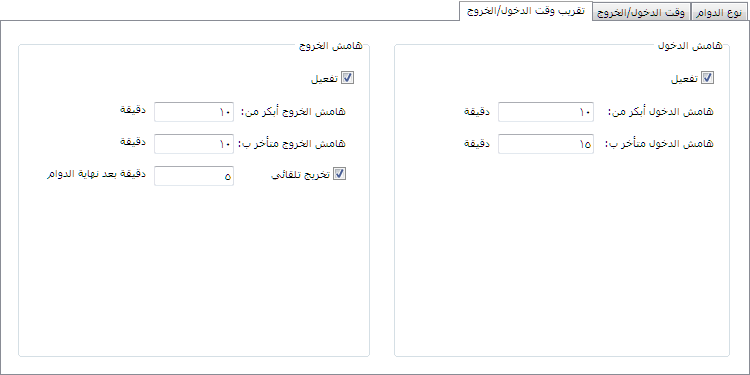 نوع الدوام
وقت الدخول/الخروج
تقريب وقت الدخول/الخروج
هامش الدخول
تفعيل
هامش الدخول أبكر من: ١٠ دقيقة
هامش الدخول متأخر ب: ١٥ دقيقة
هامش الخروج
تفعيل
هامش الخروج أبكر من: ١٠ دقيقة
هامش الخروج متأخر ب: ١٠ دقيقة
تخريج تلقائي ٥ دقيقة بعد نهاية الدوام